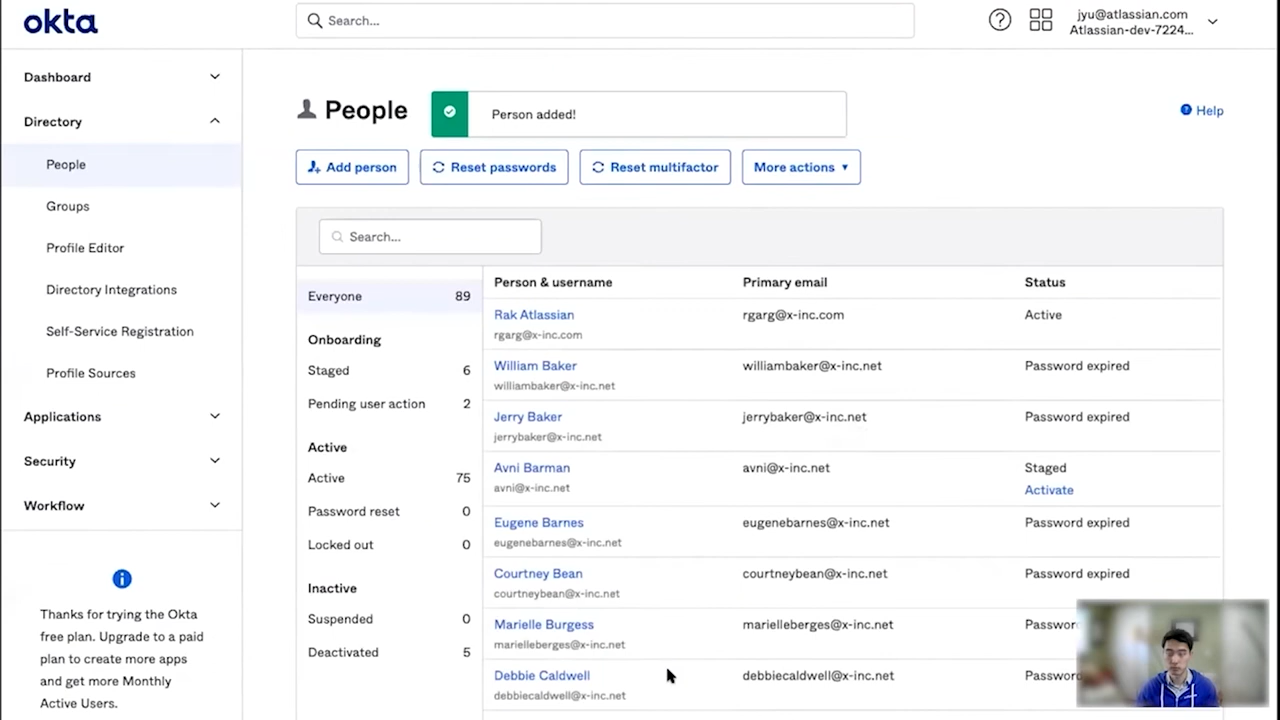 okta
Search...
jyu@atlassian.com
Atlassian-dev-7224...
Dashboard
Directory
People
Groups
Profile Editor
Directory Integrations
Self-Service Registration
Profile Sources
Applications
Security
Workflow
Thanks for trying the Okta
free plan. Upgrade to a paid
plan to create more apps
and get more Monthly
Active Users.
People
Person added!
Help
Add person
Reset passwords
Reset multifactor
More actions
Search...
Everyone 89
Onboarding
Staged 6
Pending user action 2
Active
Active 75
Password reset 0
Locked out 0
Inactive
Suspended 0
Deactivated 5
Person & username Primary email Status
Rak Atlassian rgarg@x-inc.com Active
rgarg@x-inc.com
William Baker williambaker@x-inc.net Password expired
williambaker@x-inc.net
Jerry Baker jerrybaker@x-inc.net Password expired
jerrybaker@x-inc.net
Avni Barman avni@x-inc.net Staged
avni@x-inc.net Activate
Eugene Barnes eugenebarnes@x-inc.net Password expired
eugenebarnes@x-inc.net
Courtney Bean courtneybean@x-inc.net Password expired
courtneybean@x-inc.net
Marielle Burgess marielleberges@x-inc.net
marielleberges@x-inc.net
Debbie Caldwell debbiecaldwell@x-inc.net
debbiecaldwell@x-inc.net